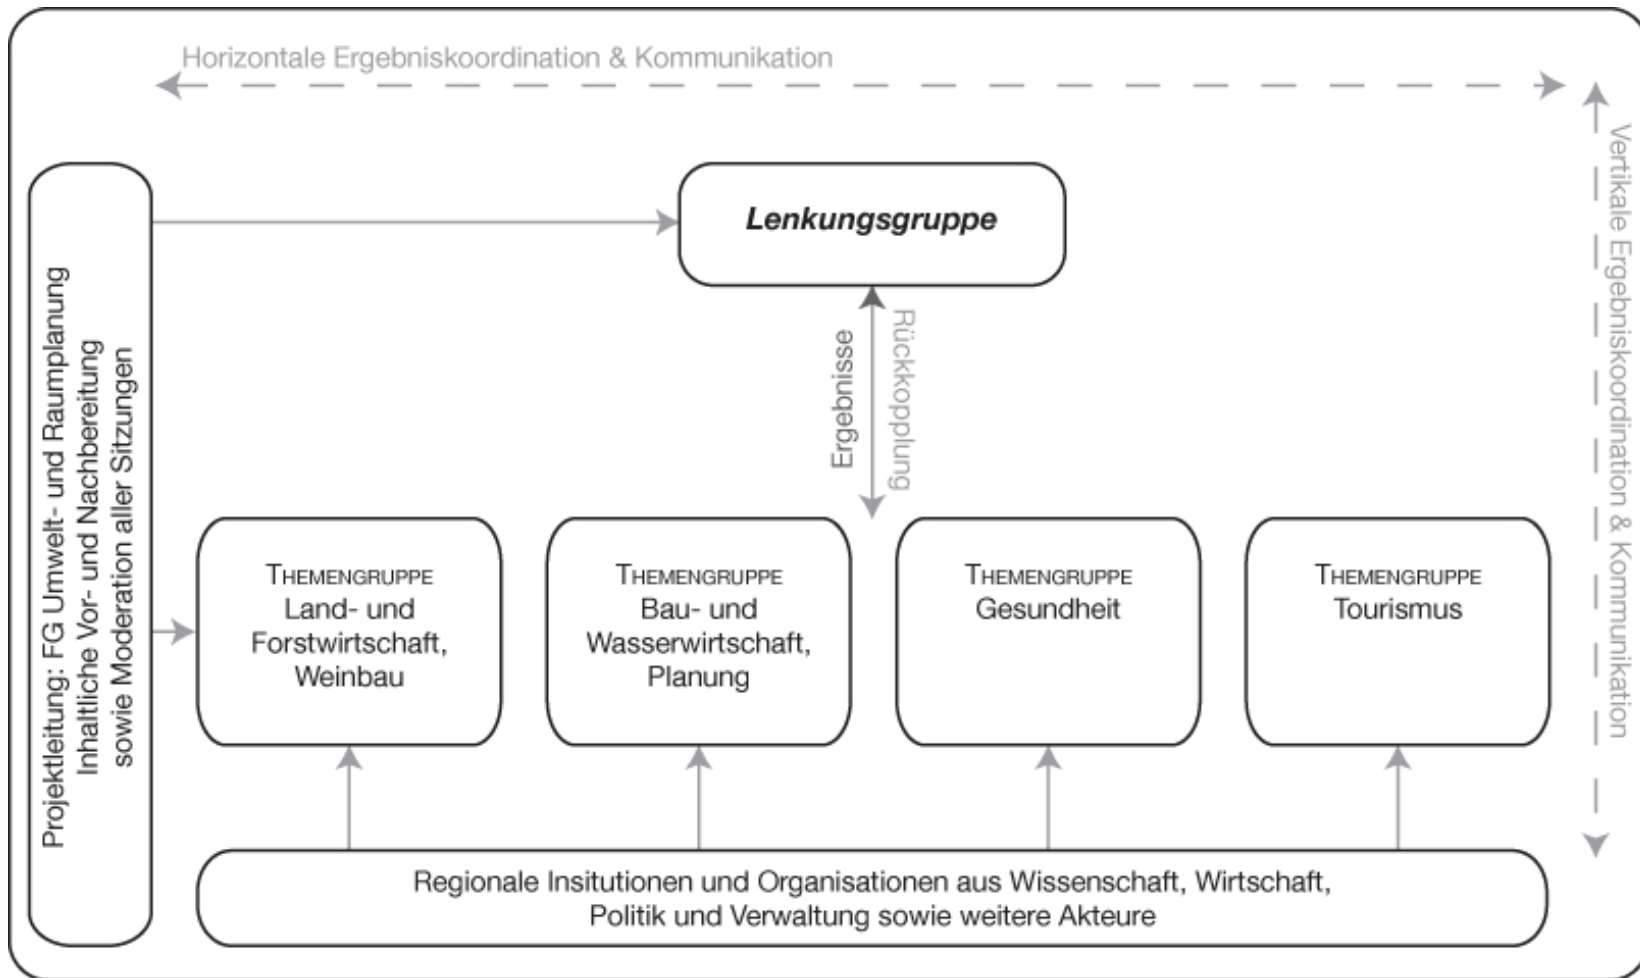 Horizontale Ergebniskoordination & Kommunikation
Vertikale Ergebniskoordination & Kommunikation
Projektleitung: FG Umwelt- und Raumplanung
Inhaltliche Vor- und Nachbereitung
sowie Moderation aller Sitzungen
Lenkungsgruppe
Ergebnisse
Rückkopplung
THEMENGRUPPE
Land- und
Forstwirtschaft,
Weinbau
THEMENGRUPPE
Bau- und
Wasserwirtschaft,
Planung
THEMENGRUPPE
Gesundheit
THEMENGRUPPE
Tourismus
Regionale Insitutionen und Organisationen aus Wissenschaft, Wirtschaft,
Politik und Verwaltung sowie weitere Akteure